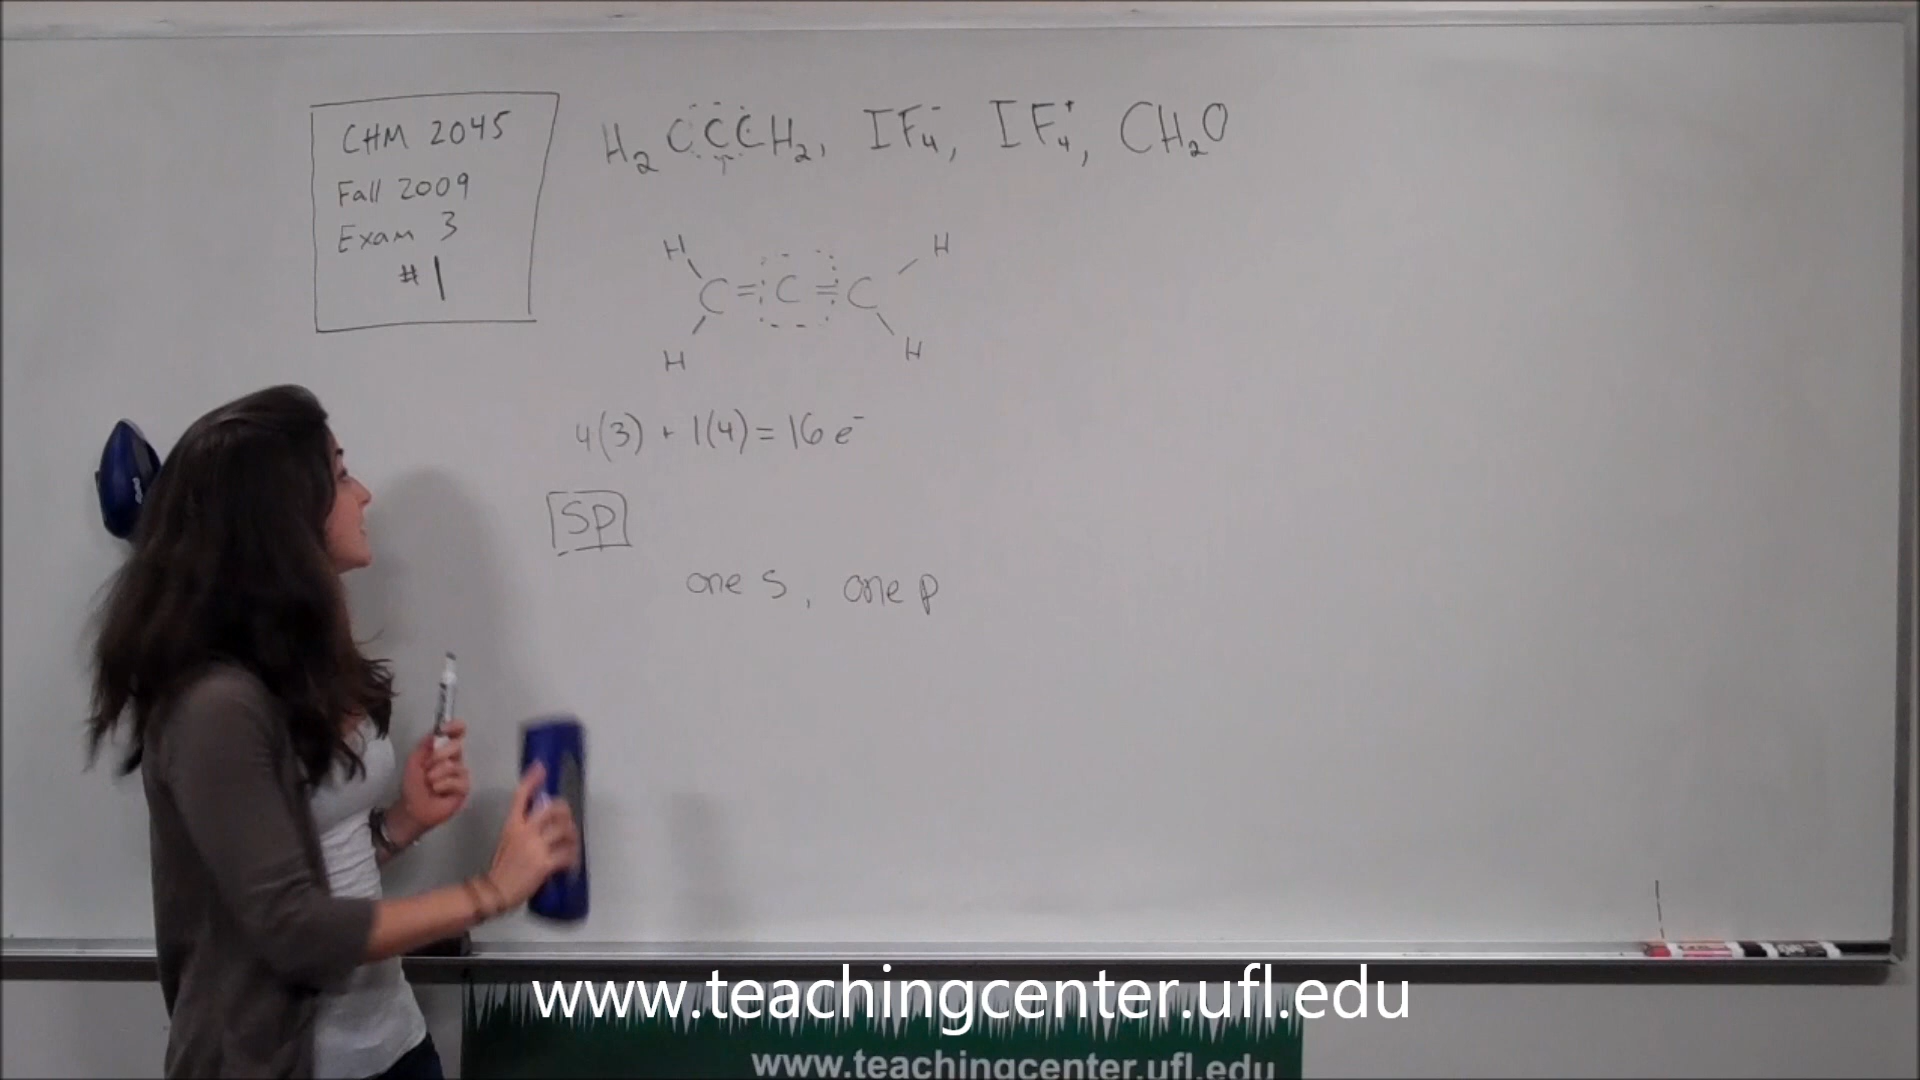 CHM 2045
Fall 2009
Exam 3
#1
H₂CCCH₂, IF₄⁻, IF₄⁺, CH₂O
H H
C=C=C
H H
4(3) + 1(4) = 16 e⁻
SP
one S, one p
www.teachingcenter.ufl.edu
www.teachingcenter.ufl.edu